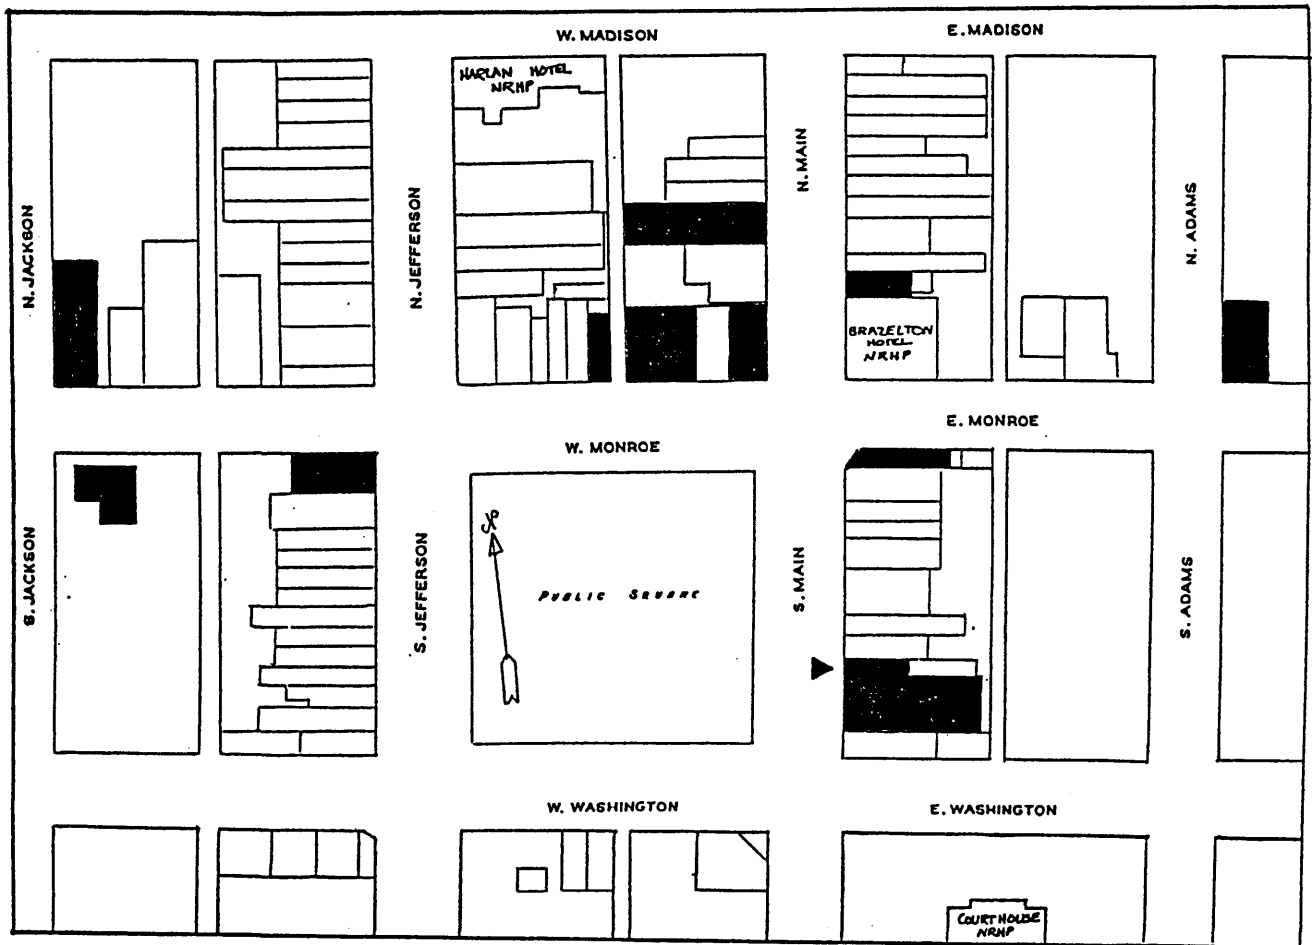 W. MADISON
E. MADISON
HARLAN HOTEL
NRHP
N. JACKSON
N. JEFFERSON
N. MAIN
N. ADAMS
BRAZELTON
HOTEL
NRHP
W. MONROE
E. MONROE
N
PUBLIC SQUARE
S. JACKSON
S. JEFFERSON
S. MAIN
S. ADAMS
W. WASHINGTON
E. WASHINGTON
COURTHOUSE
NRHP